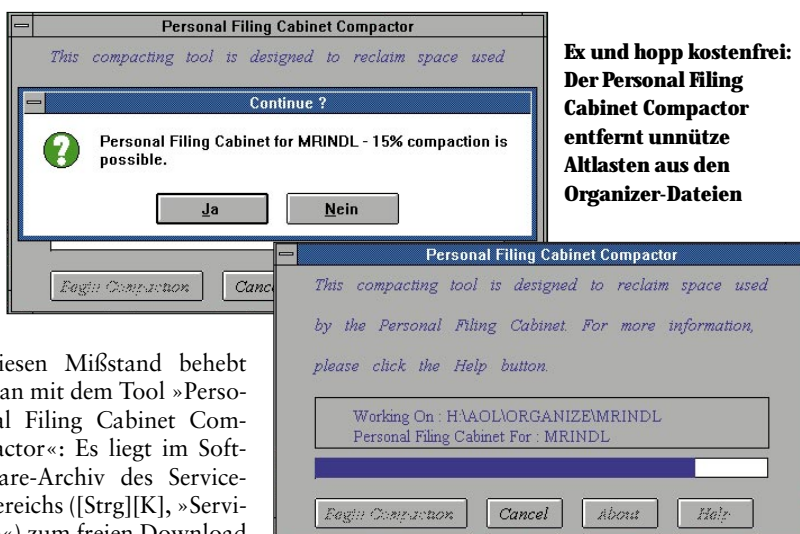 Personal Filing Cabinet Compactor
This compacting tool is designed to reclaim space used
Continue ?
Personal Filing Cabinet for MRINDL - 15% compaction is
possible.
Ja
Nein
Begin Compaction
Ex und hopp kostenfrei:
Der Personal Filing
Cabinet Compactor
entfernt unnütze
Altlasten aus den
Organizer-Dateien
Personal Filing Cabinet Compactor
This compacting tool is designed to reclaim space used
by the Personal Filing Cabinet. For more information,
please click the Help button.
Working On : H:\AOL\ORGANIZE\MRINDL
Personal Filing Cabinet For : MRINDL
Begin Compaction
Cancel
About
Help
iesen Mißstand behebt
an mit dem Tool »Perso-
al Filing Cabinet Com-
actor«: Es liegt im Soft-
are-Archiv des Service-
ereichs ([Strg][K], »Servi-
«) zum freien Download